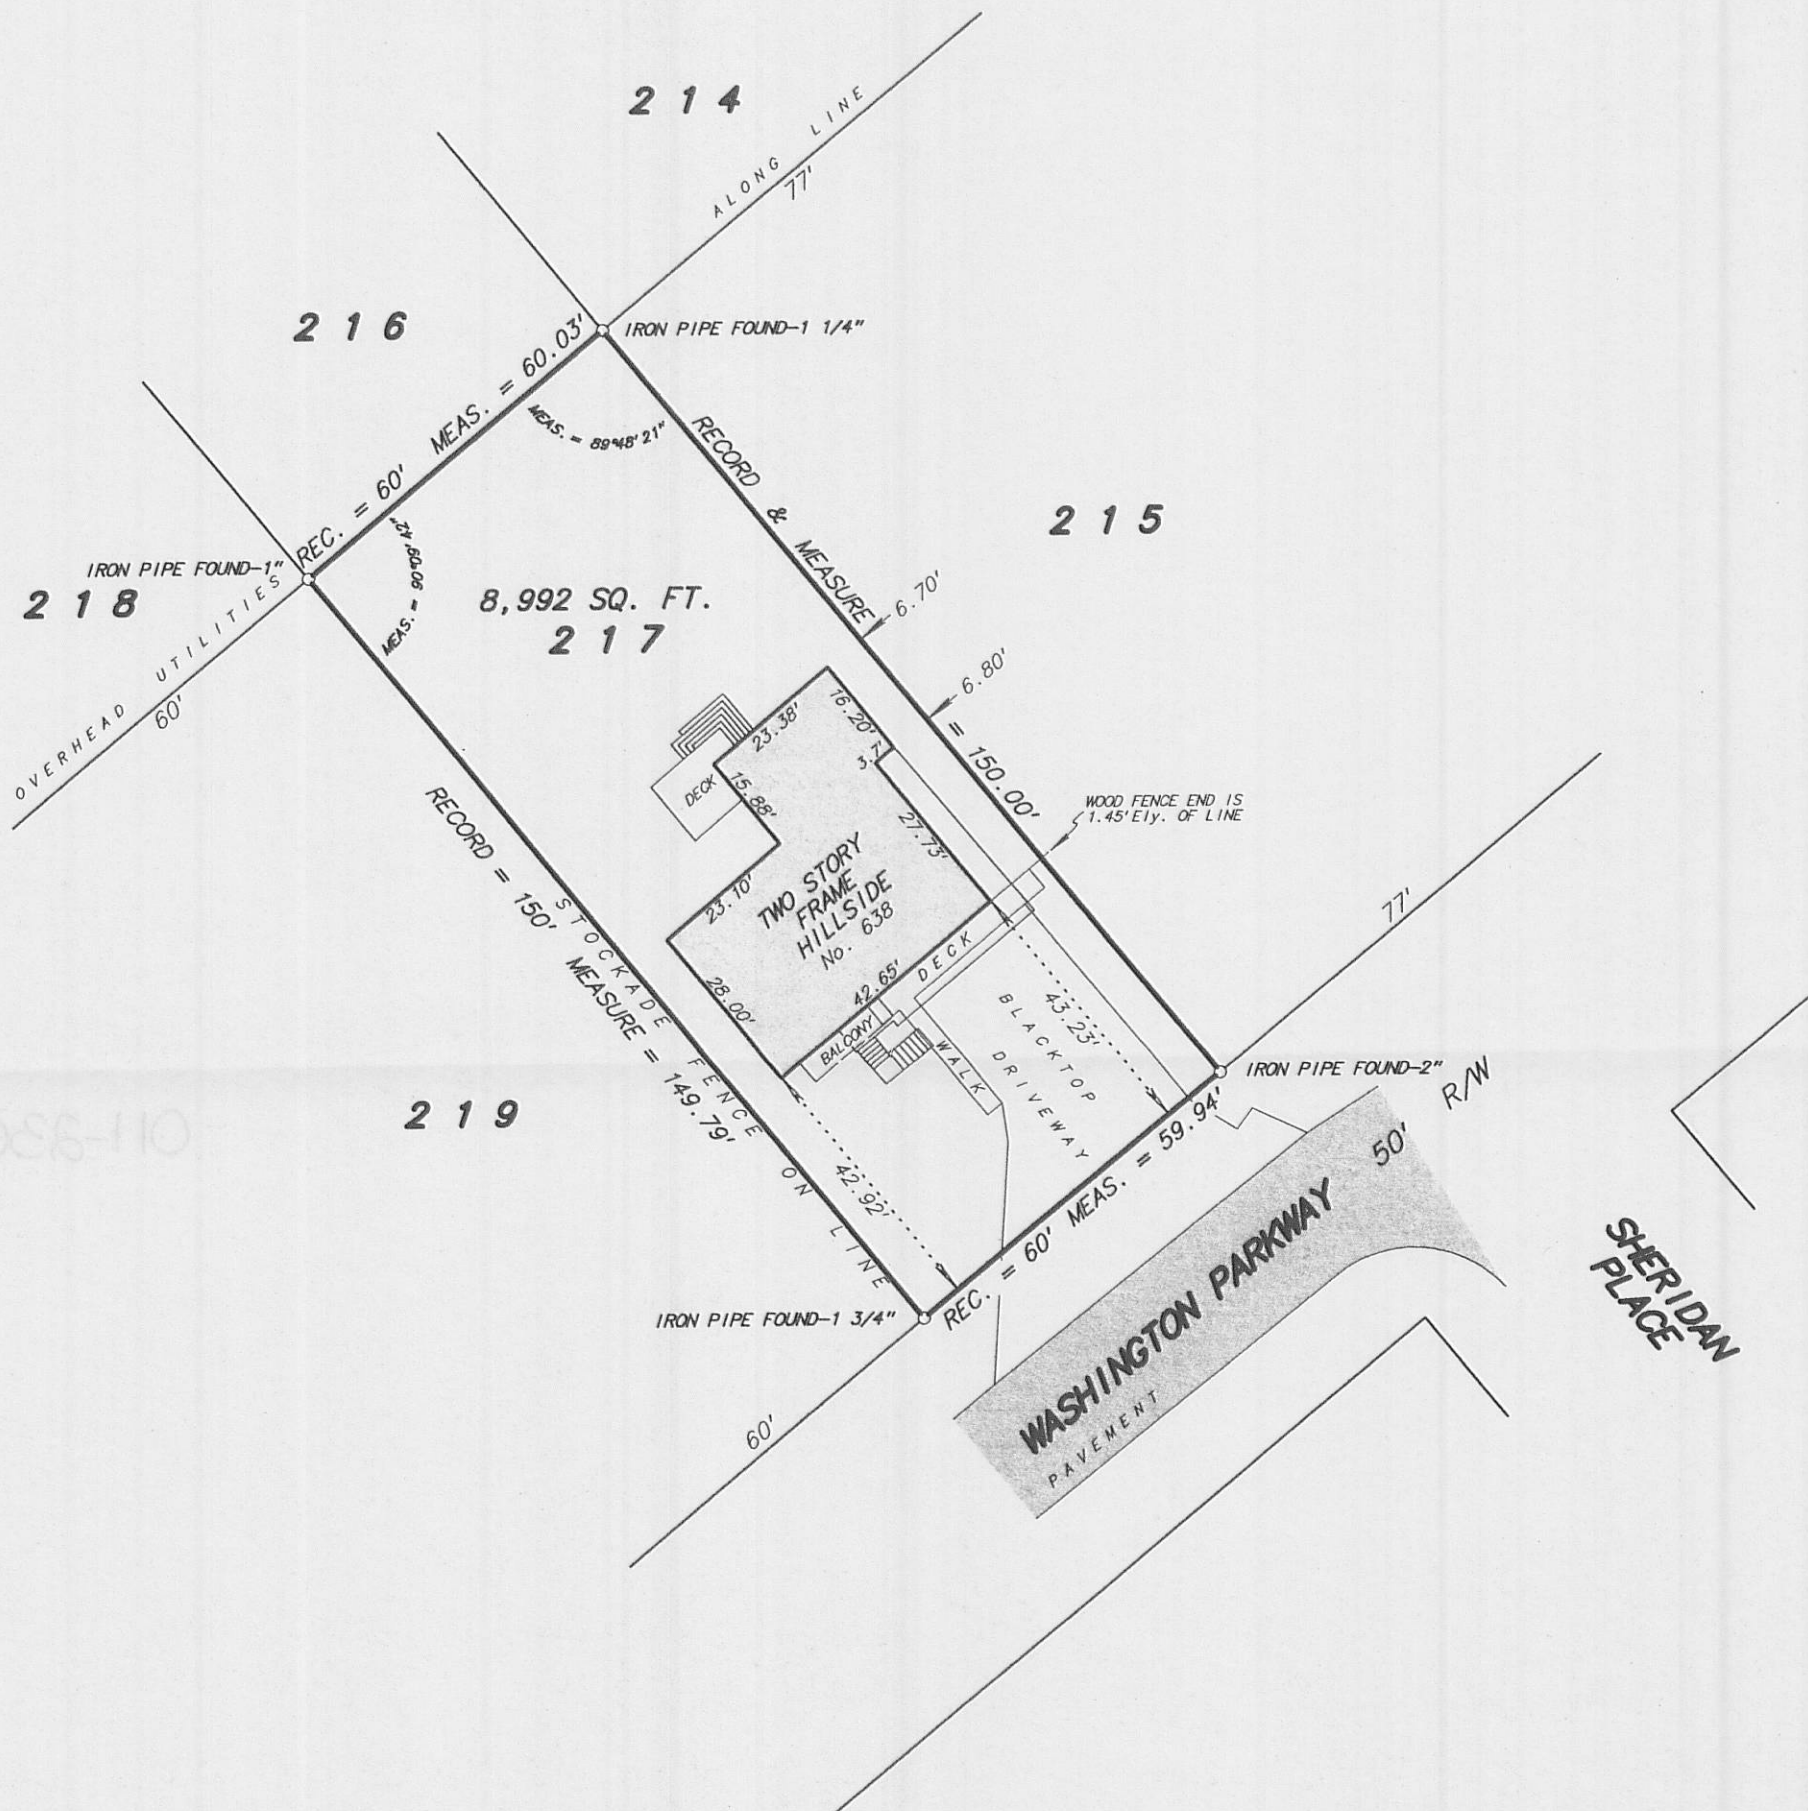 2 1 4
ALONG LINE
77'
2 1 6
IRON PIPE FOUND-1 1/4"
REC. = 60' MEAS. = 60.03'
MEAS. = 89°48'21"
RECORD & MEASURE = 150.00'
2 1 5
IRON PIPE FOUND-1"
2 1 8
OVERHEAD UTILITIES
60'
MEAS. = 90°09'42"
8,992 SQ. FT.
2 1 7
6.70'
6.80'
16.20'
23.38'
3.7'
DECK
15.88'
27.73'
WOOD FENCE END IS
1.45' Ely. OF LINE
TWO STORY
FRAME
HILLSIDE
No. 638
23.10'
28.00'
42.65'
DECK
BALCONY
WALK
BLACKTOP
DRIVEWAY
43.23'
42.92'
RECORD = 150'
MEASURE = 149.79'
STOCKADE FENCE ON LINE
2 1 9
77'
IRON PIPE FOUND-2"
R/W
50'
REC. = 60' MEAS. = 59.94'
IRON PIPE FOUND-1 3/4"
60'
WASHINGTON PARKWAY
PAVEMENT
SHERIDAN
PLACE